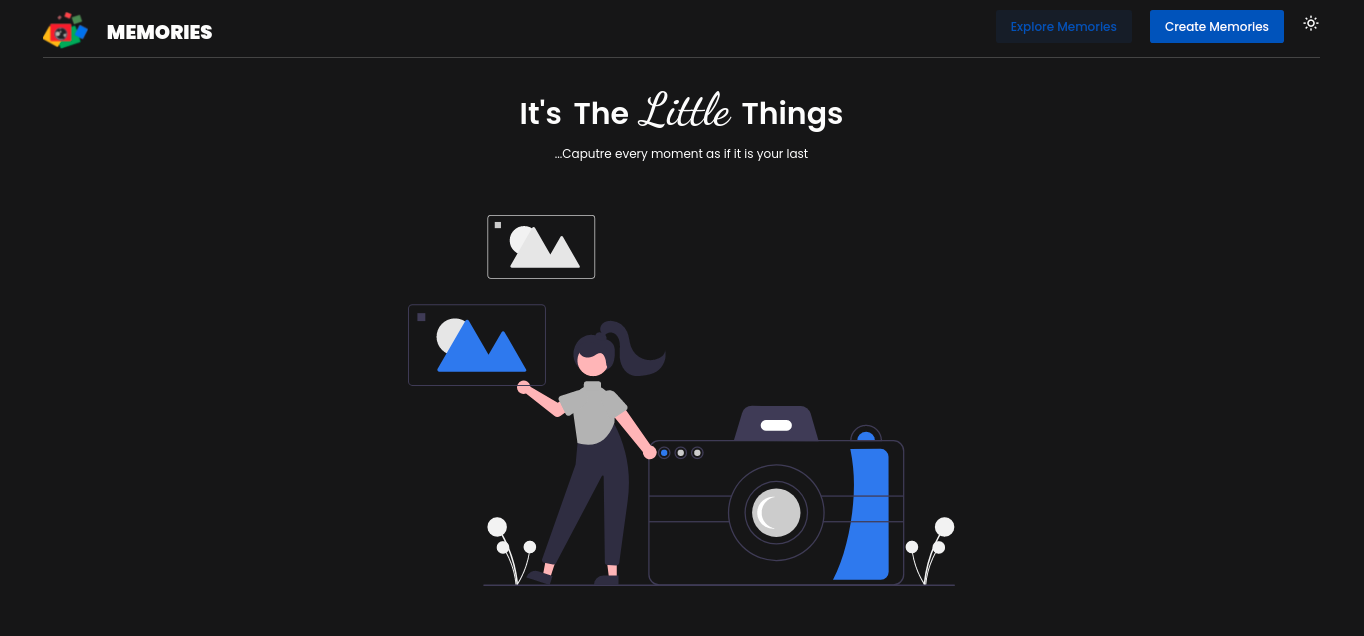 MEMORIES
Explore Memories
Create Memories
It's The Little Things
...Caputre every moment as if it is your last